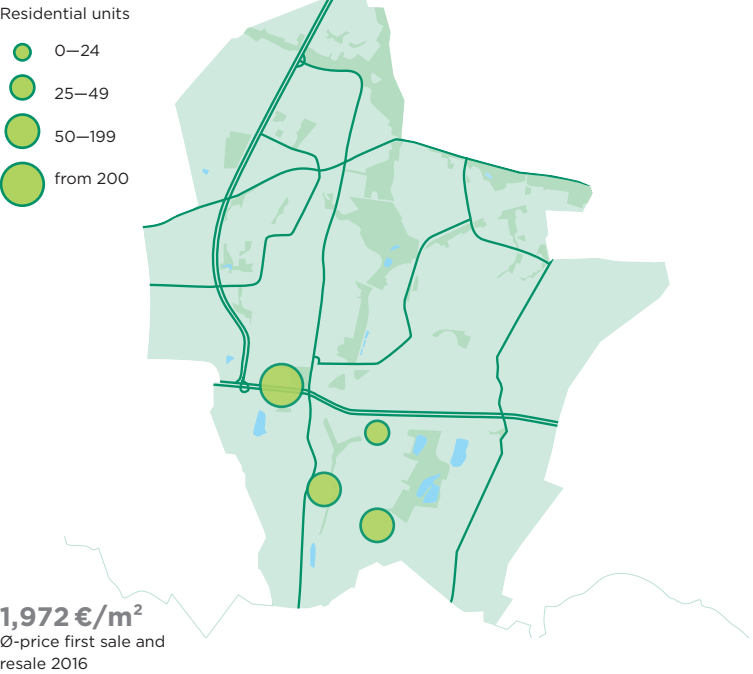 Residential units
0—24
25—49
50—199
from 200
1,972 €/m²
Ø-price first sale and
resale 2016